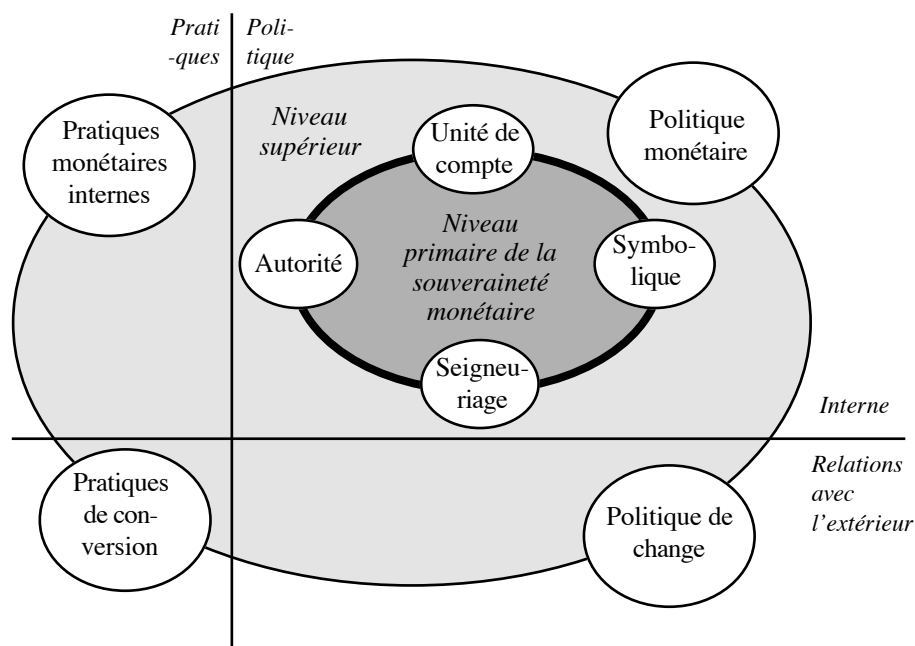 Prati
-ques
Poli-
tique
Pratiques
monétaires
internes
Niveau
supérieur
Unité de
compte
Politique
monétaire
Autorité
Niveau
primaire de la
souveraineté
monétaire
Symbo-
lique
Seigneu-
riage
Interne
Relations
avec
l'extérieur
Pratiques
de con-
version
Politique de
change